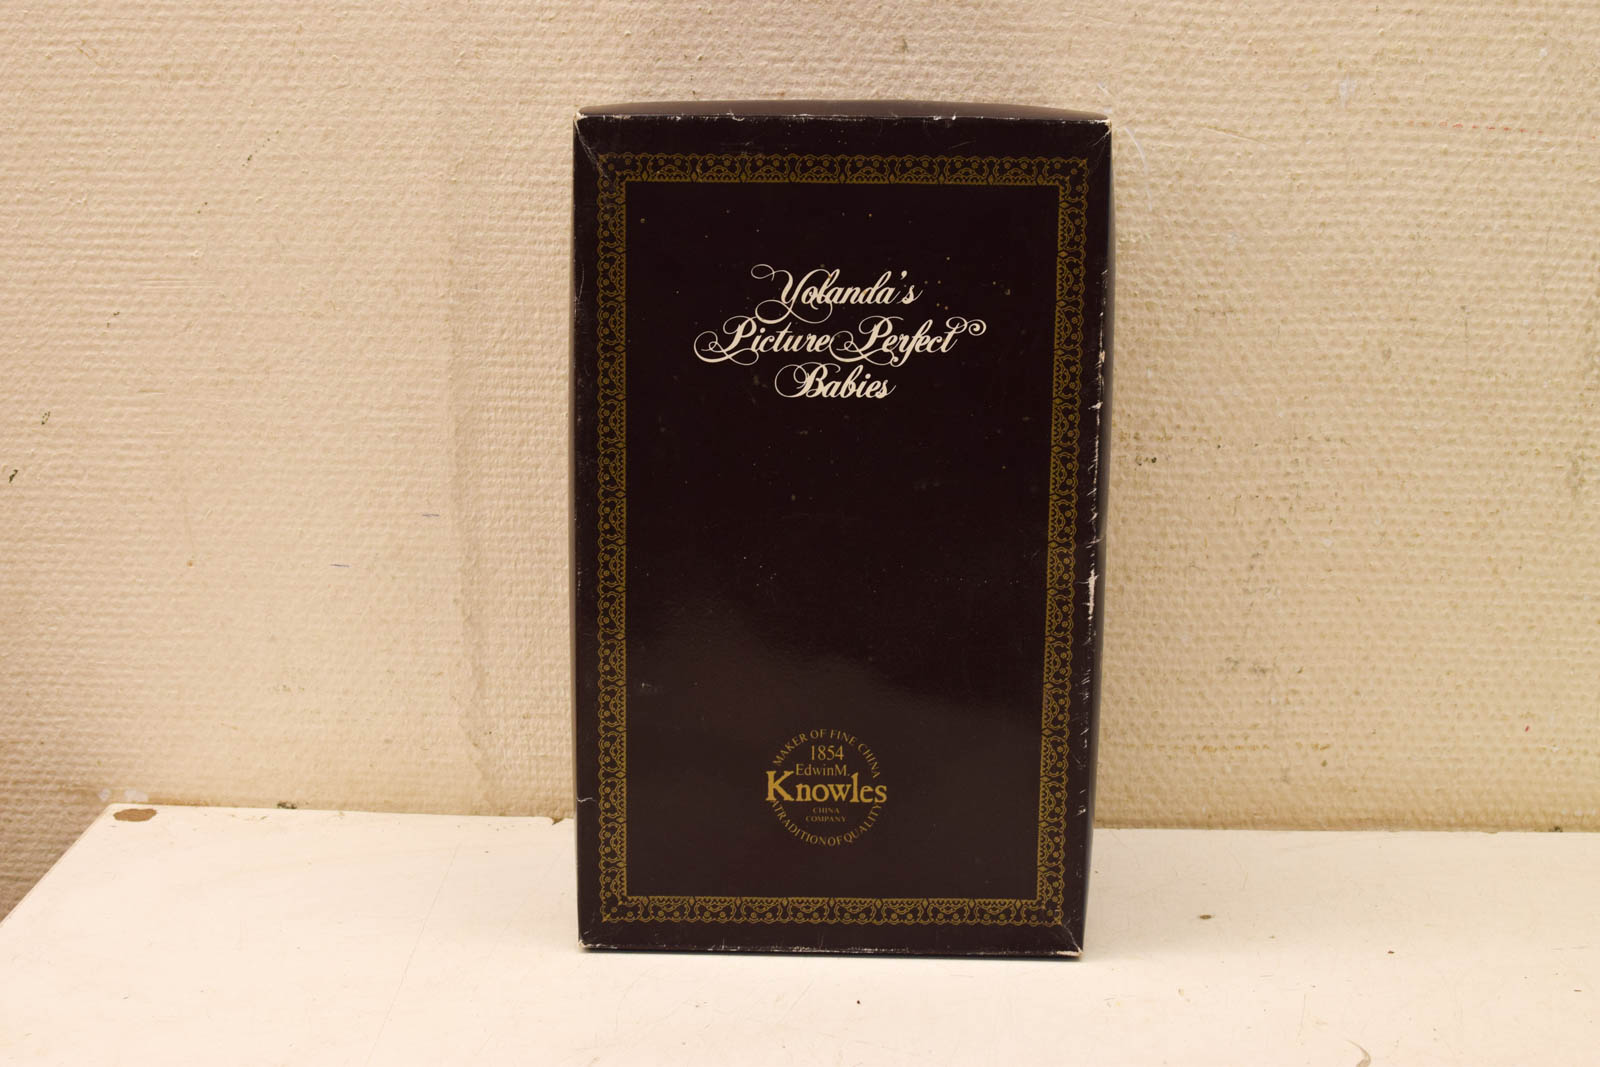 Yolanda's
Picture Perfect
Babies
MAKER OF FINE CHINA
1854
Edwin M.
Knowles
CHINA
COMPANY
A TRADITION OF QUALITY